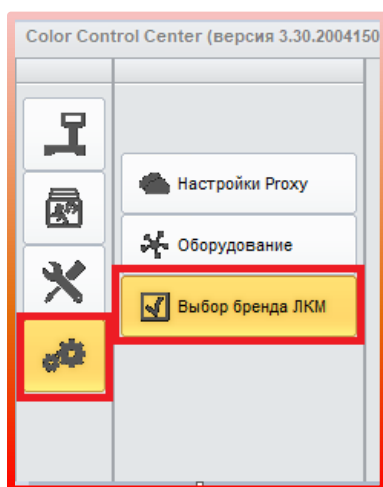 Color Control Center (версия 3.30.2004150
Настройки Proxy
Оборудование
Выбор бренда ЛКМ